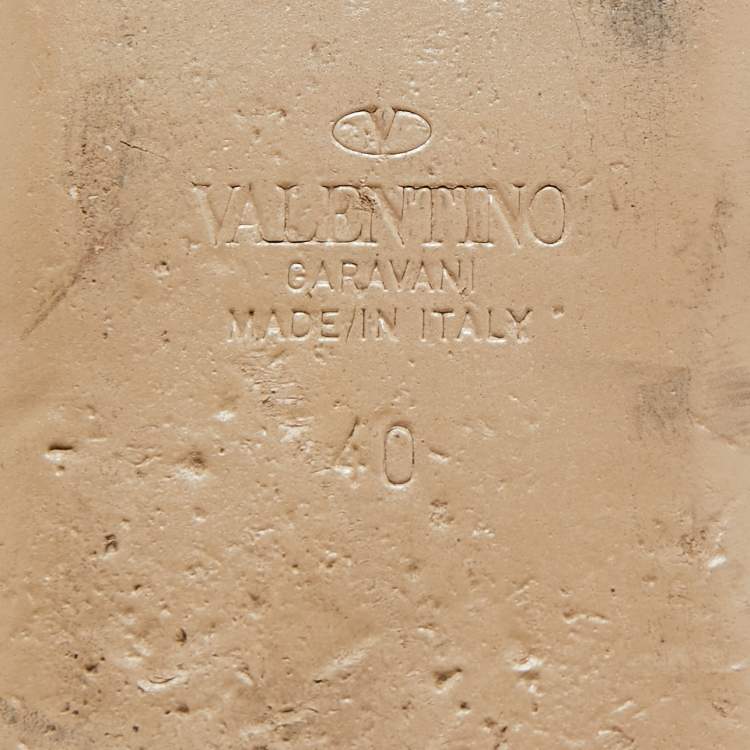 V
VALENTINO
GARAVANI
MADE IN ITALY
40